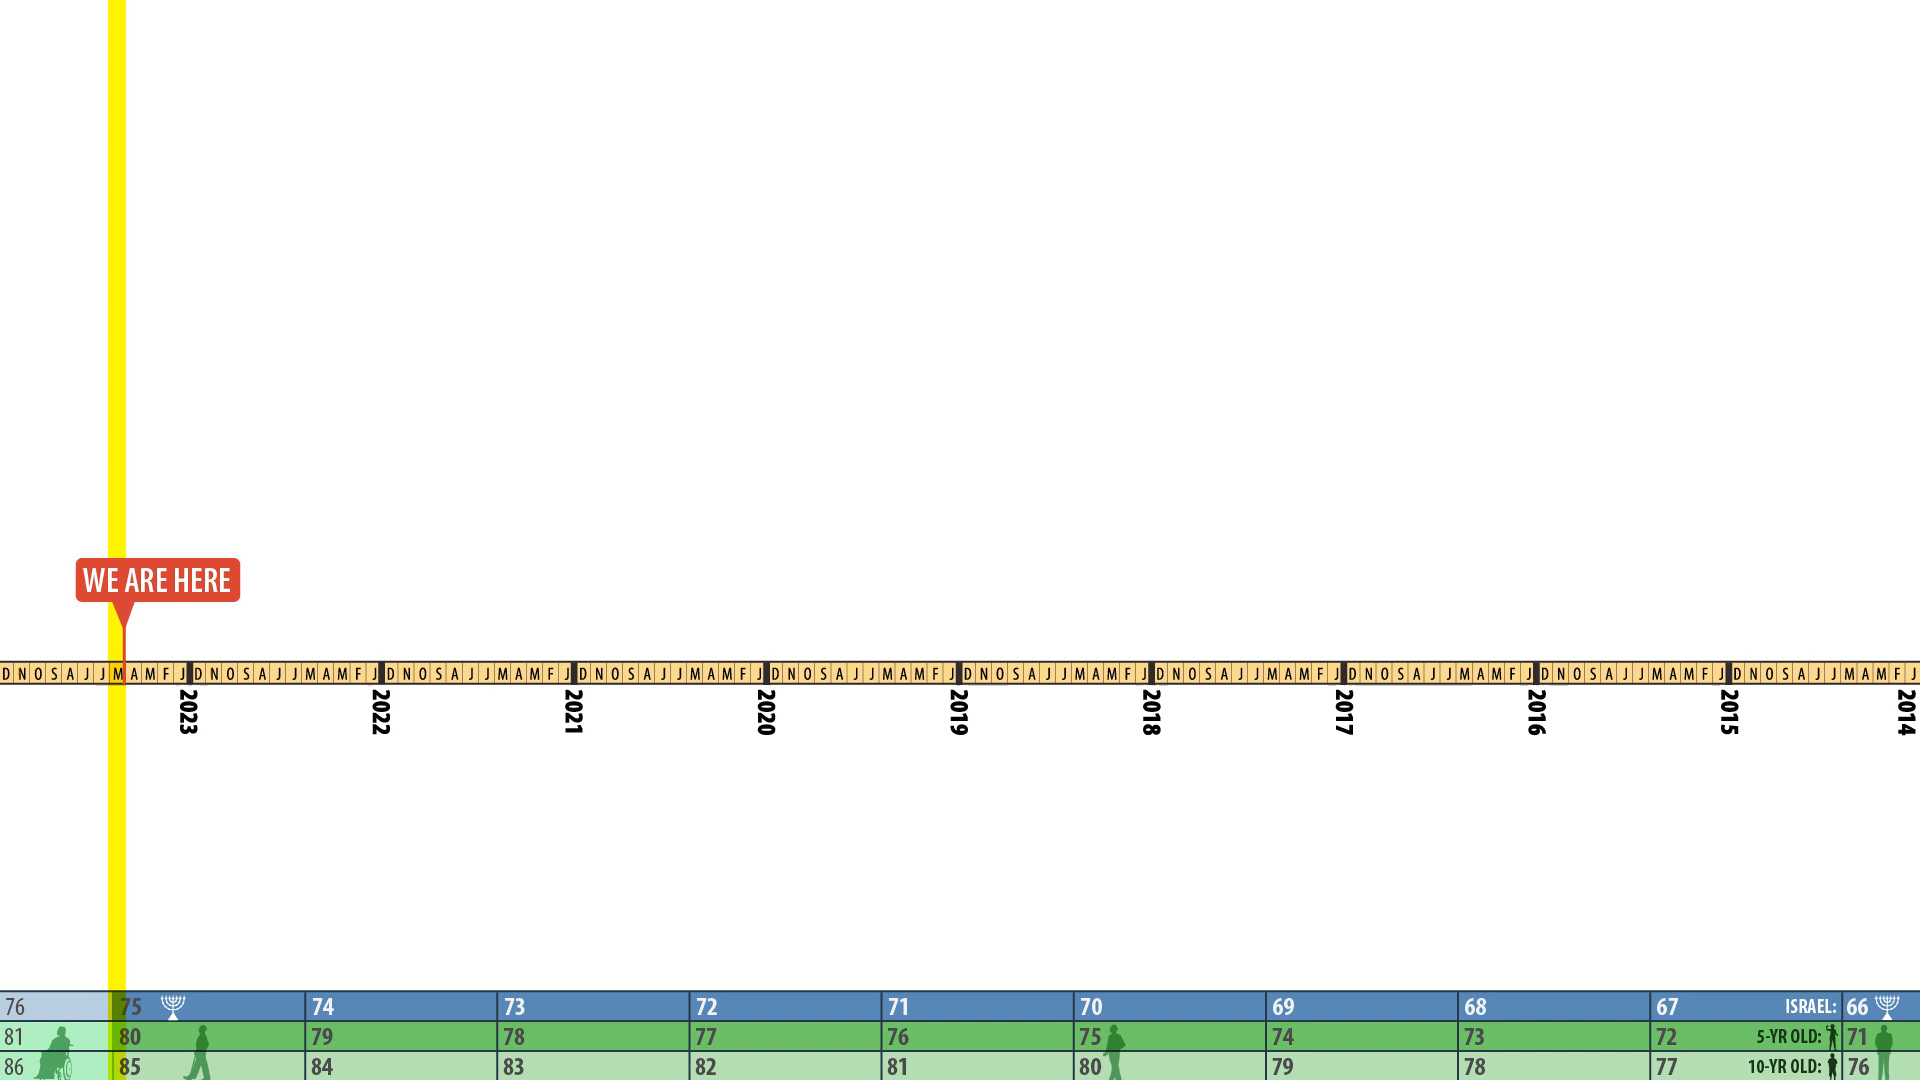 WE ARE HERE
D N O S A J J M A M F J D N O S A J J M A M F J D N O S A J J M A M F J D N O S A J J M A M F J D N O S A J J M A M F J D N O S A J J M A M F J D N O S A J J M A M F J D N O S A J J M A M F J D N O S A J J M A M F J D N O S A J J M A M F J
2023 2022 2021 2020 2019 2018 2017 2016 2015 2014
76 75 74 73 72 71 70 69 68 67 ISRAEL: 66
81 80 79 78 77 76 75 74 73 72 5-YR OLD: 71
86 85 84 83 82 81 80 79 78 77 10-YR OLD: 76